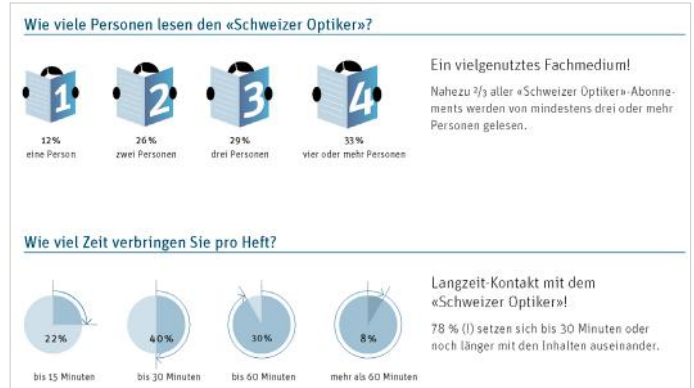 Wie viele Personen lesen den «Schweizer Optiker»?
1
2
3
4
12%
eine Person
26%
zwei Personen
29%
drei Personen
33%
vier oder mehr Personen
Ein vielgenutztes Fachmedium!
Nahezu ²/₃ aller «Schweizer Optiker»-Abonne-
ments werden von mindestens drei oder mehr
Personen gelesen.
Wie viel Zeit verbringen Sie pro Heft?
22%
bis 15 Minuten
40%
bis 30 Minuten
30%
bis 60 Minuten
8%
mehr als 60 Minuten
Langzeit-Kontakt mit dem
«Schweizer Optiker»!
78 % (!) setzen sich bis 30 Minuten oder
noch länger mit den Inhalten auseinander.